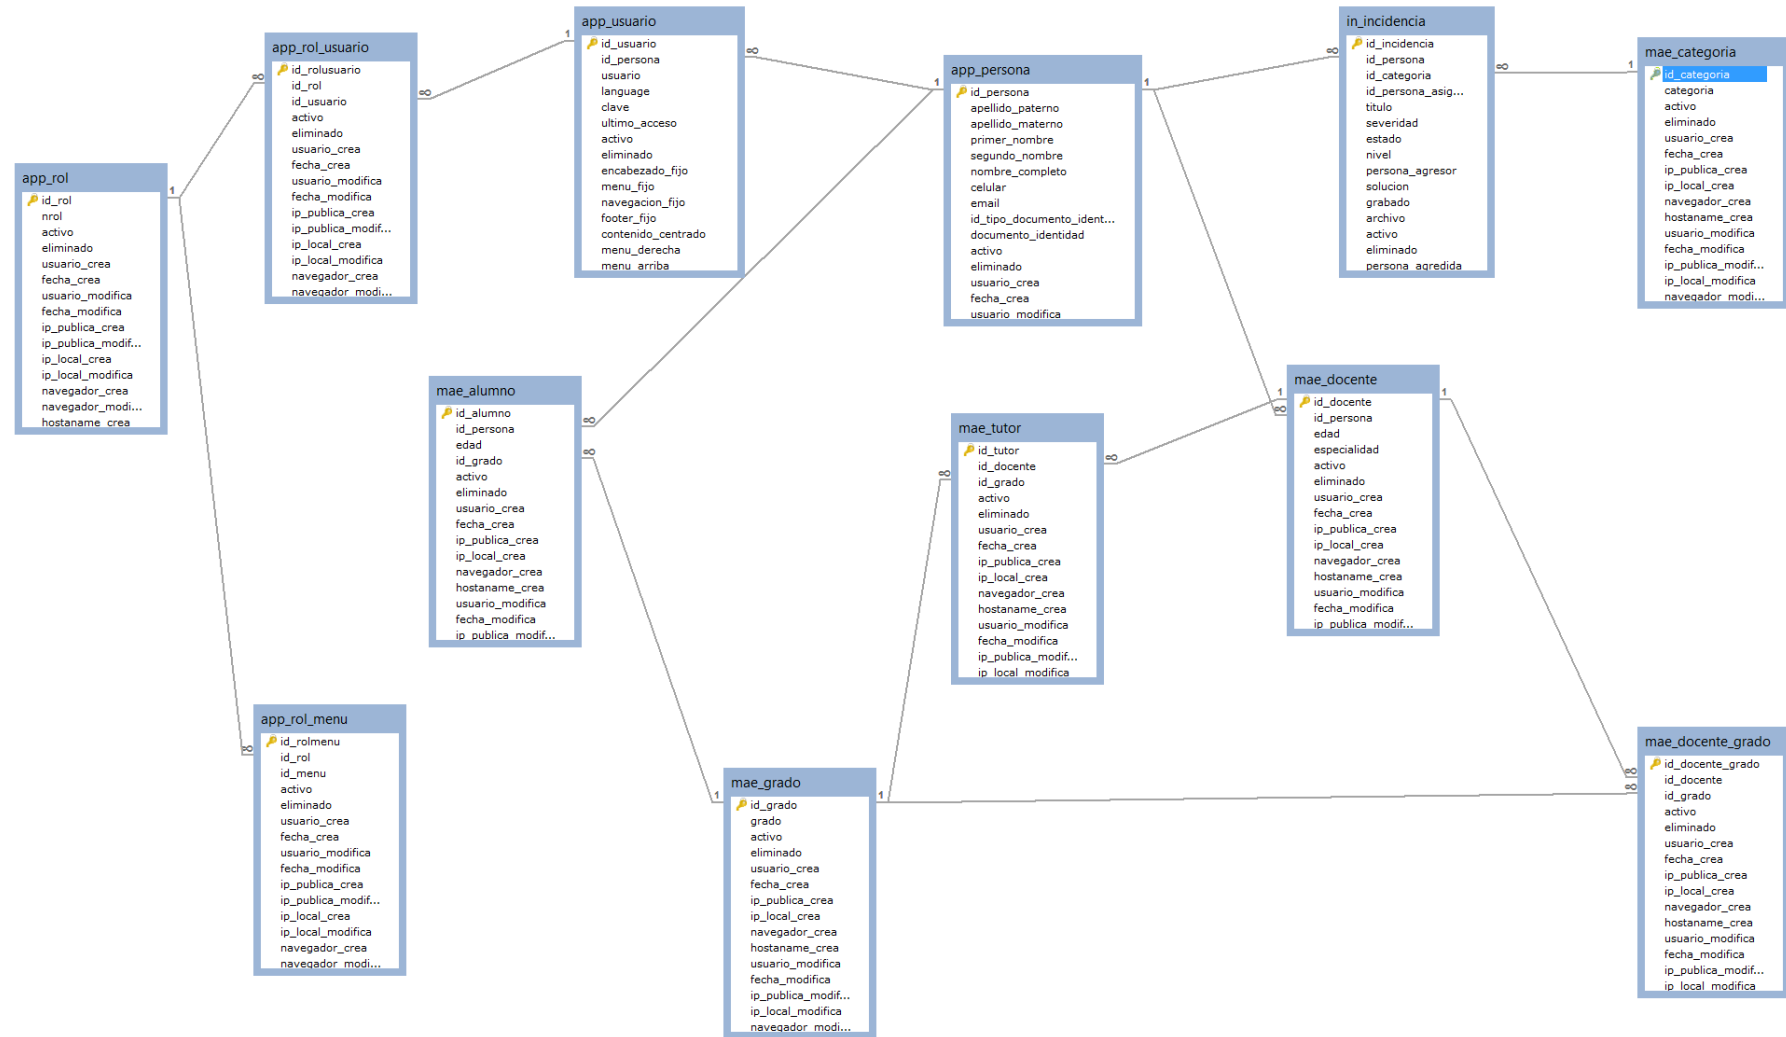 app_rol
id_rol
nrol
activo
eliminado
usuario_crea
fecha_crea
usuario_modifica
fecha_modifica
ip_publica_crea
ip_publica_modif...
ip_local_crea
ip_local_modifica
navegador_crea
navegador_modi...
hostaname_crea
1
app_rol_usuario
id_rolusuario
id_rol
id_usuario
activo
eliminado
usuario_crea
fecha_crea
usuario_modifica
fecha_modifica
ip_publica_crea
ip_publica_modif...
ip_local_crea
ip_local_modifica
navegador_crea
navegador_modi...
1
app_usuario
id_usuario
id_persona
usuario
language
clave
ultimo_acceso
activo
eliminado
encabezado_fijo
menu_fijo
navegacion_fijo
footer_fijo
contenido_centrado
menu_derecha
menu_arriba
1
app_persona
id_persona
apellido_paterno
apellido_materno
primer_nombre
segundo_nombre
nombre_completo
celular
email
id_tipo_documento_ident...
documento_identidad
activo
eliminado
usuario_crea
fecha_crea
usuario_modifica
1
in_incidencia
id_incidencia
id_persona
id_categoria
id_persona_asig...
titulo
severidad
estado
nivel
persona_agresor
solucion
grabado
archivo
activo
eliminado
persona_agredida
1
mae_categoria
id_categoria
categoria
activo
eliminado
usuario_crea
fecha_crea
ip_publica_crea
ip_local_crea
navegador_crea
hostaname_crea
usuario_modifica
fecha_modifica
ip_publica_modif...
ip_local_modifica
navegador_modi...
mae_alumno
id_alumno
id_persona
edad
id_grado
activo
eliminado
usuario_crea
fecha_crea
ip_publica_crea
ip_local_crea
navegador_crea
hostaname_crea
usuario_modifica
fecha_modifica
ip_publica_modif...
mae_tutor
id_tutor
id_docente
id_grado
activo
eliminado
usuario_crea
fecha_crea
ip_publica_crea
ip_local_crea
navegador_crea
hostaname_crea
usuario_modifica
fecha_modifica
ip_publica_modif...
ip_local_modifica
1
mae_docente
id_docente
id_persona
edad
especialidad
activo
eliminado
usuario_crea
fecha_crea
ip_publica_crea
ip_local_crea
navegador_crea
hostaname_crea
usuario_modifica
fecha_modifica
ip_publica_modif...
1
app_rol_menu
id_rolmenu
id_rol
id_menu
activo
eliminado
usuario_crea
fecha_crea
usuario_modifica
fecha_modifica
ip_publica_crea
ip_publica_modif...
ip_local_crea
ip_local_modifica
navegador_crea
navegador_modi...
1
mae_grado
id_grado
grado
activo
eliminado
usuario_crea
fecha_crea
ip_publica_crea
ip_local_crea
navegador_crea
hostaname_crea
usuario_modifica
fecha_modifica
ip_publica_modif...
ip_local_modifica
navegador_modi...
1
mae_docente_grado
id_docente_grado
id_docente
id_grado
activo
eliminado
usuario_crea
fecha_crea
ip_publica_crea
ip_local_crea
navegador_crea
hostaname_crea
usuario_modifica
fecha_modifica
ip_publica_modif...
ip_local_modifica